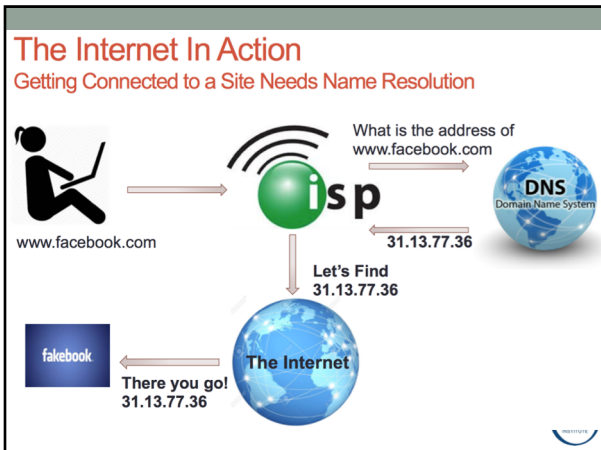 The Internet In Action
Getting Connected to a Site Needs Name Resolution
What is the address of
www.facebook.com
isp
DNS
Domain Name System
www.facebook.com
31.13.77.36
Let's Find
31.13.77.36
fakebook
The Internet
There you go!
31.13.77.36
INSTITUTE